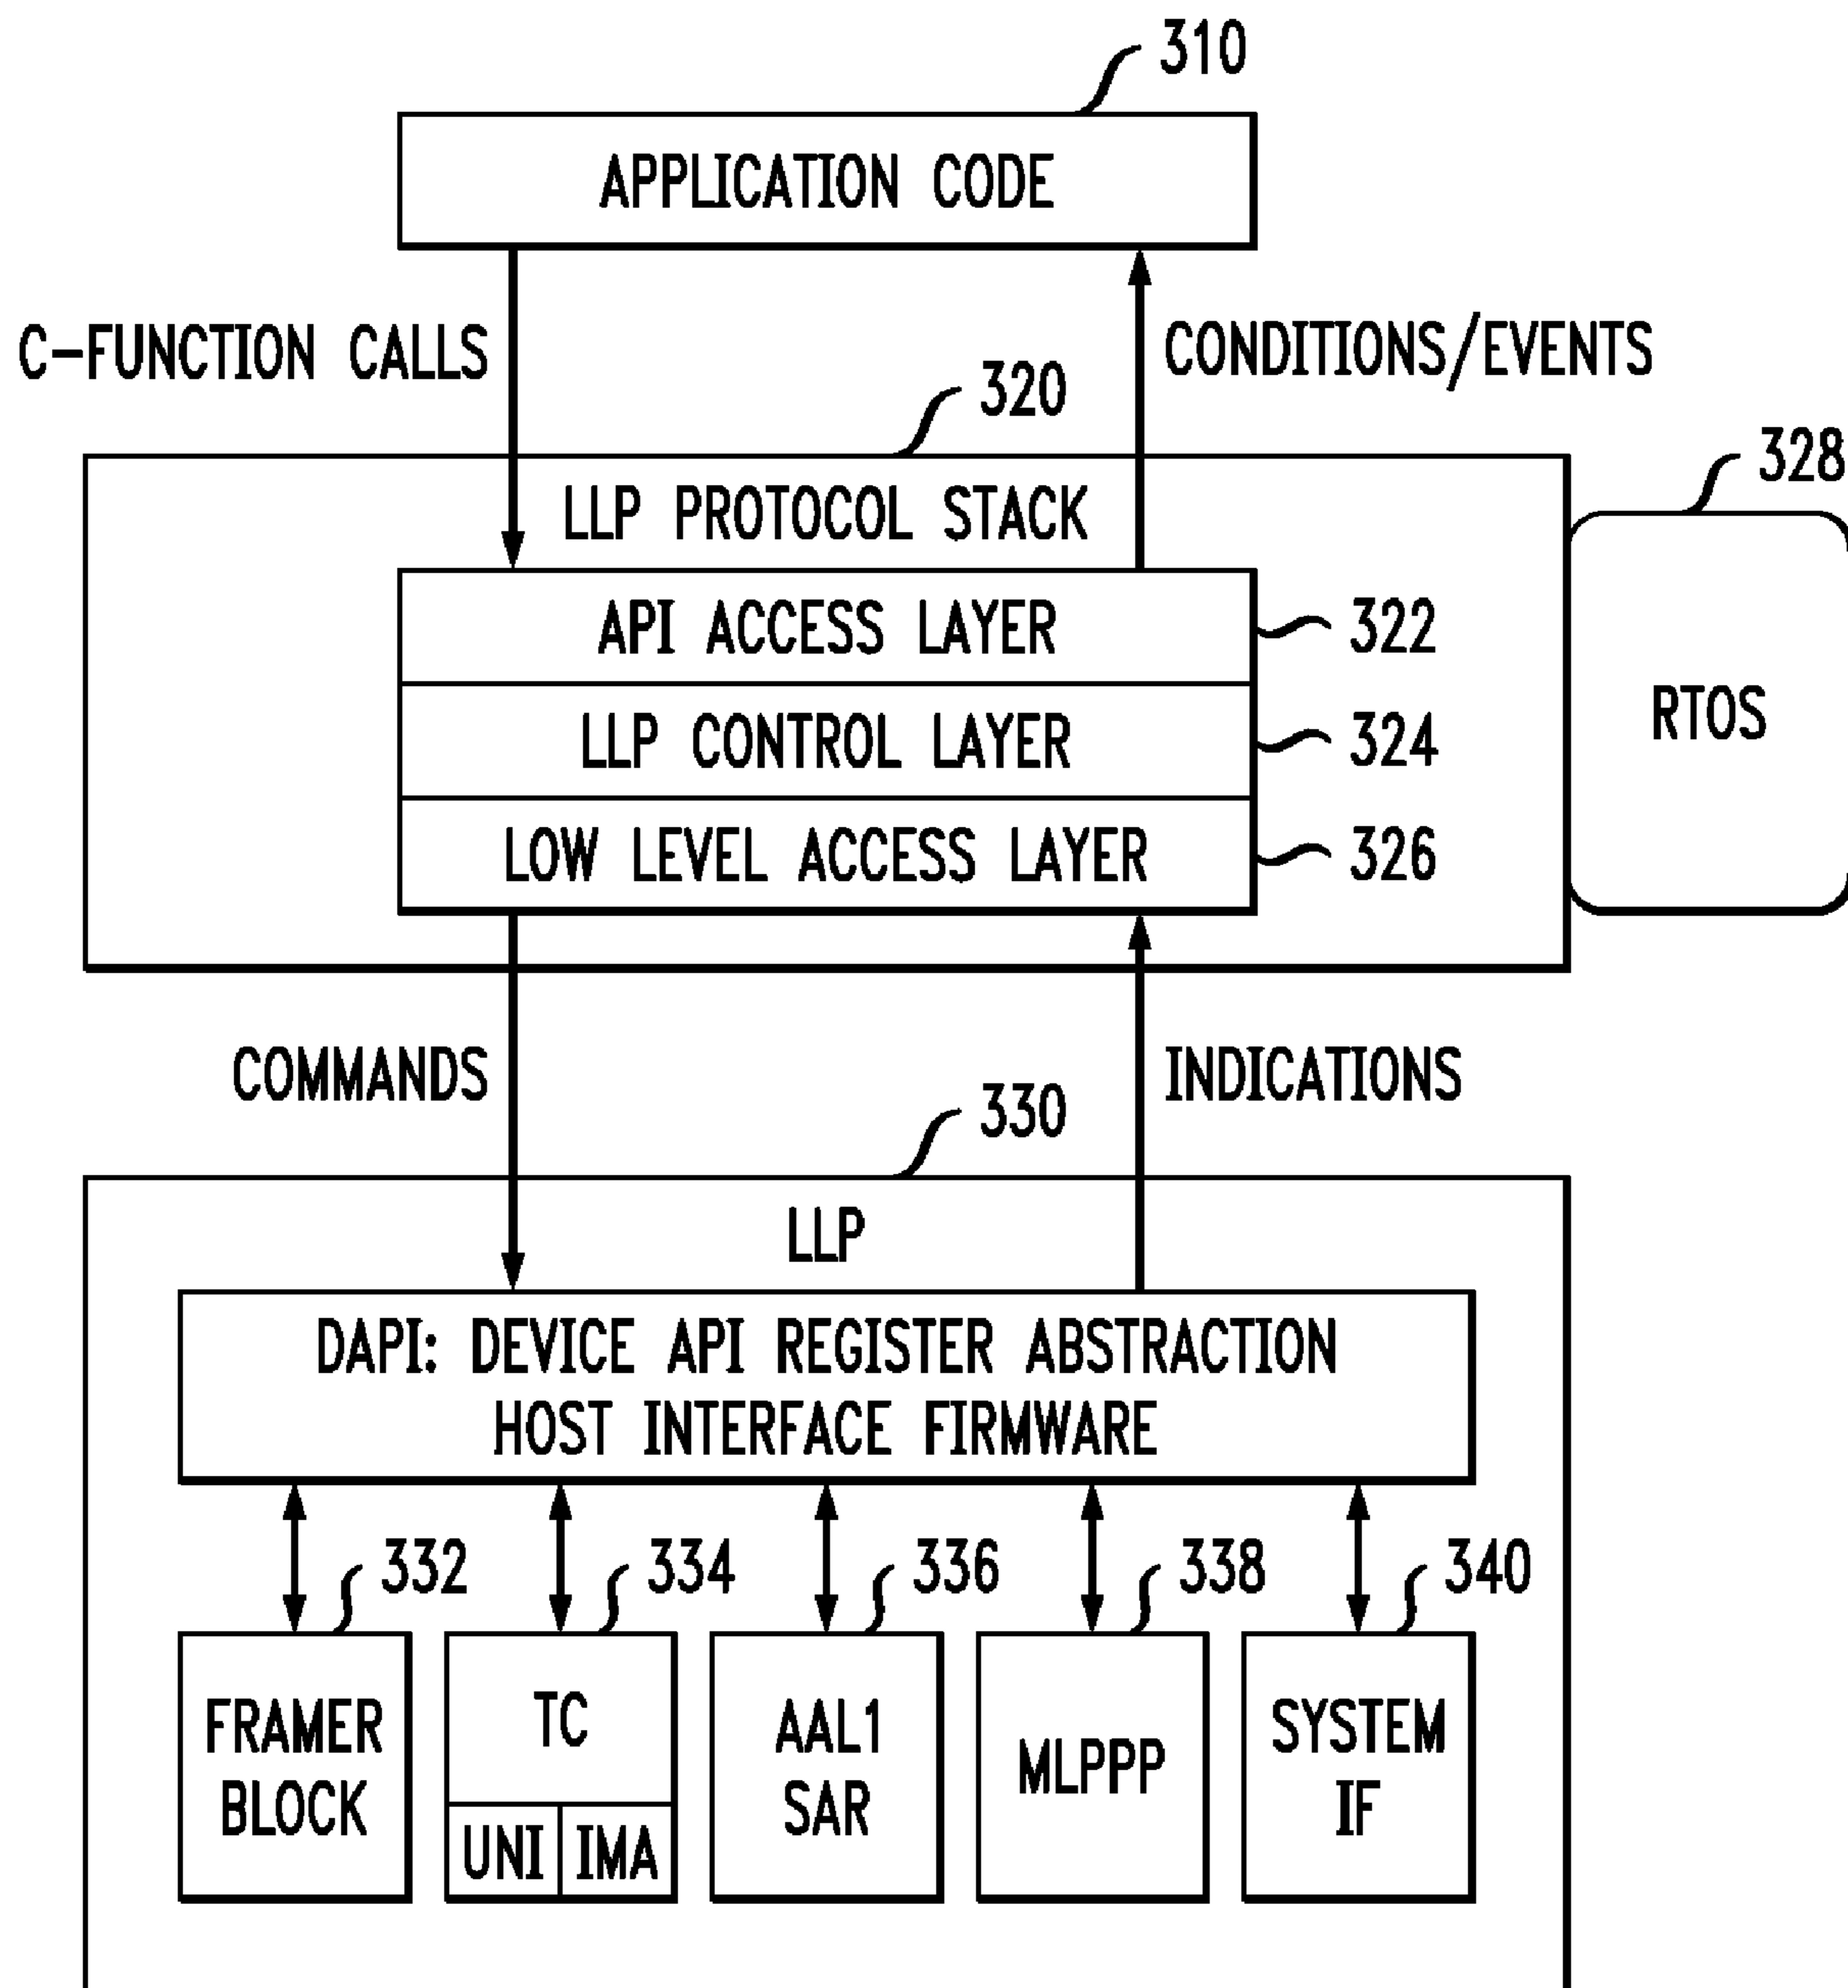 310
APPLICATION CODE
C-FUNCTION CALLS
CONDITIONS/EVENTS
320
328
LLP PROTOCOL STACK
API ACCESS LAYER
322
RTOS
LLP CONTROL LAYER
324
LOW LEVEL ACCESS LAYER
326
COMMANDS
INDICATIONS
330
LLP
DAPI: DEVICE API REGISTER ABSTRACTION
HOST INTERFACE FIRMWARE
332
334
336
338
340
FRAMER
BLOCK
TC
UNI
IMA
AAL1
SAR
MLPPP
SYSTEM
IF